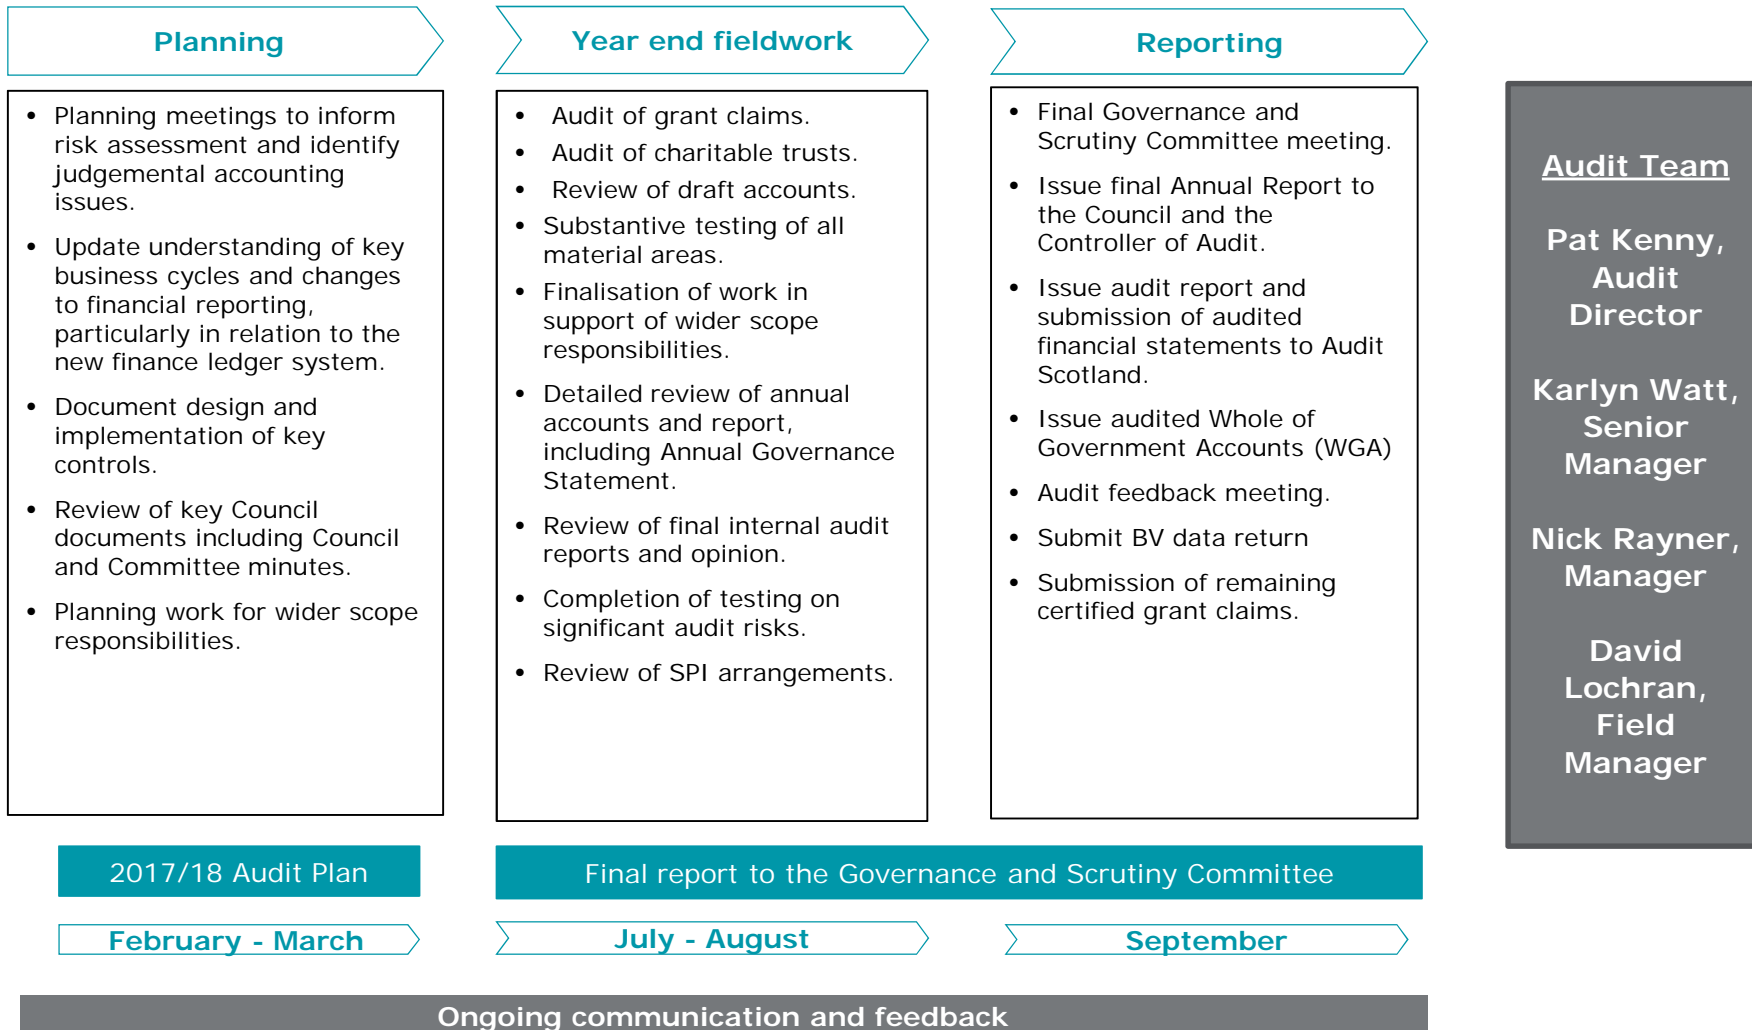 Planning
• Planning meetings to inform
risk assessment and identify
judgemental accounting
issues.
• Update understanding of key
business cycles and changes
to financial reporting,
particularly in relation to the
new finance ledger system.
• Document design and
implementation of key
controls.
• Review of key Council
documents including Council
and Committee minutes.
• Planning work for wider scope
responsibilities.
2017/18 Audit Plan
February - March
Year end fieldwork
• Audit of grant claims.
• Audit of charitable trusts.
• Review of draft accounts.
• Substantive testing of all
material areas.
• Finalisation of work in
support of wider scope
responsibilities.
• Detailed review of annual
accounts and report,
including Annual Governance
Statement.
• Review of final internal audit
reports and opinion.
• Completion of testing on
significant audit risks.
• Review of SPI arrangements.
July - August
Reporting
• Final Governance and
Scrutiny Committee meeting.
• Issue final Annual Report to
the Council and the
Controller of Audit.
• Issue audit report and
submission of audited
financial statements to Audit
Scotland.
• Issue audited Whole of
Government Accounts (WGA)
• Audit feedback meeting.
• Submit BV data return
• Submission of remaining
certified grant claims.
Final report to the Governance and Scrutiny Committee
September
Ongoing communication and feedback
Audit Team
Pat Kenny,
Audit
Director
Karlyn Watt,
Senior
Manager
Nick Rayner,
Manager
David
Lochran,
Field
Manager